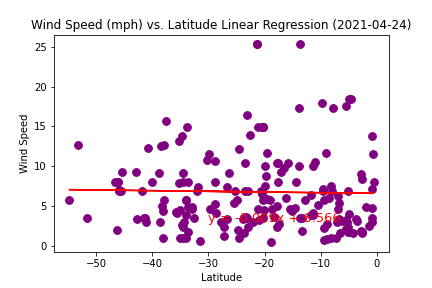 Wind Speed (mph) vs. Latitude Linear Regression (2021-04-24)
25
20
15
10
5
0
Wind Speed
y = + 
−50 −40 −30 −20 −10 0
Latitude